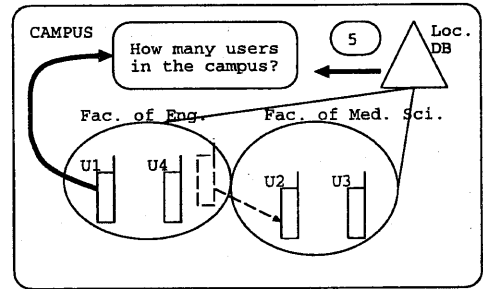 CAMPUS
How many users
in the campus?
5
Loc.
DB
Fac. of Eng.
Fac. of Med. Sci.
U1
U4
U2
U3